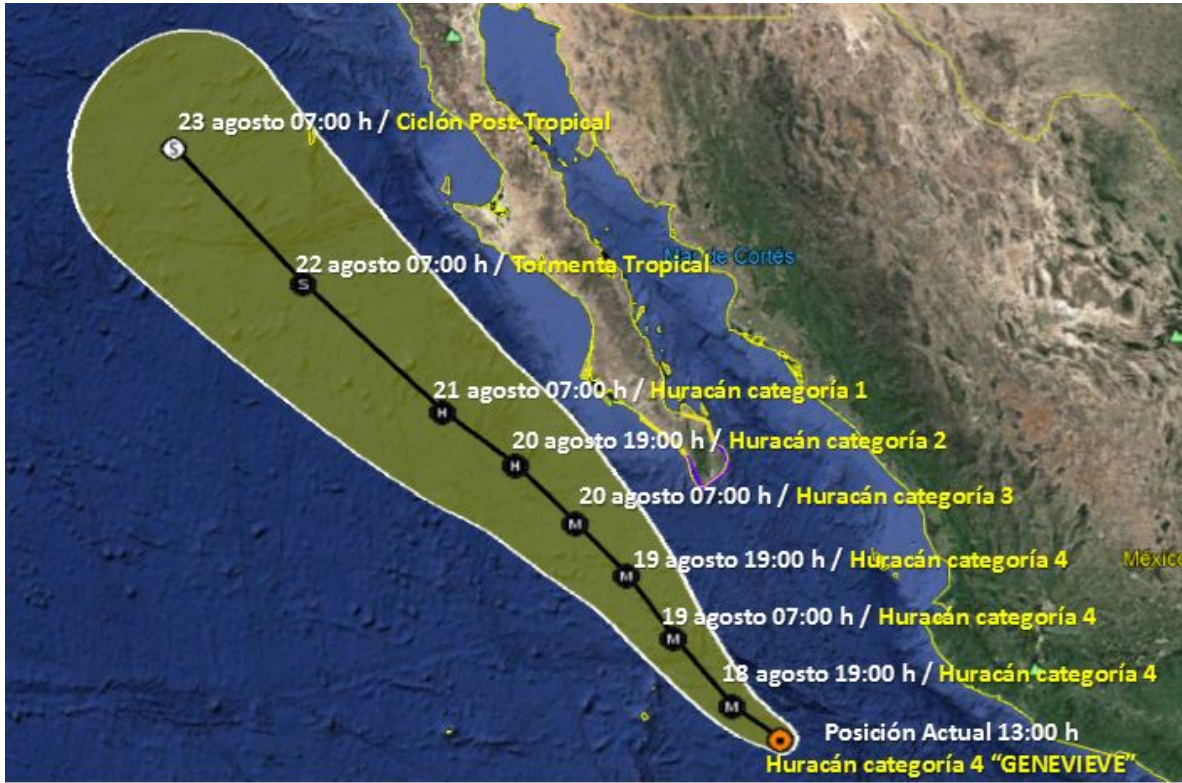 23 agosto 07:00 h / Ciclón Post-Tropical
S
22 agosto 07:00 h / Tormenta Tropical
Mar de Cortés
S
21 agosto 07:00 h / Huracán categoría 1
H
20 agosto 19:00 h / Huracán categoría 2
H
20 agosto 07:00 h / Huracán categoría 3
M
19 agosto 19:00 h / Huracán categoría 4
México
M
19 agosto 07:00 h / Huracán categoría 4
M
18 agosto 19:00 h / Huracán categoría 4
M
Posición Actual 13:00 h
Huracán categoría 4 “GENEVIEVE”